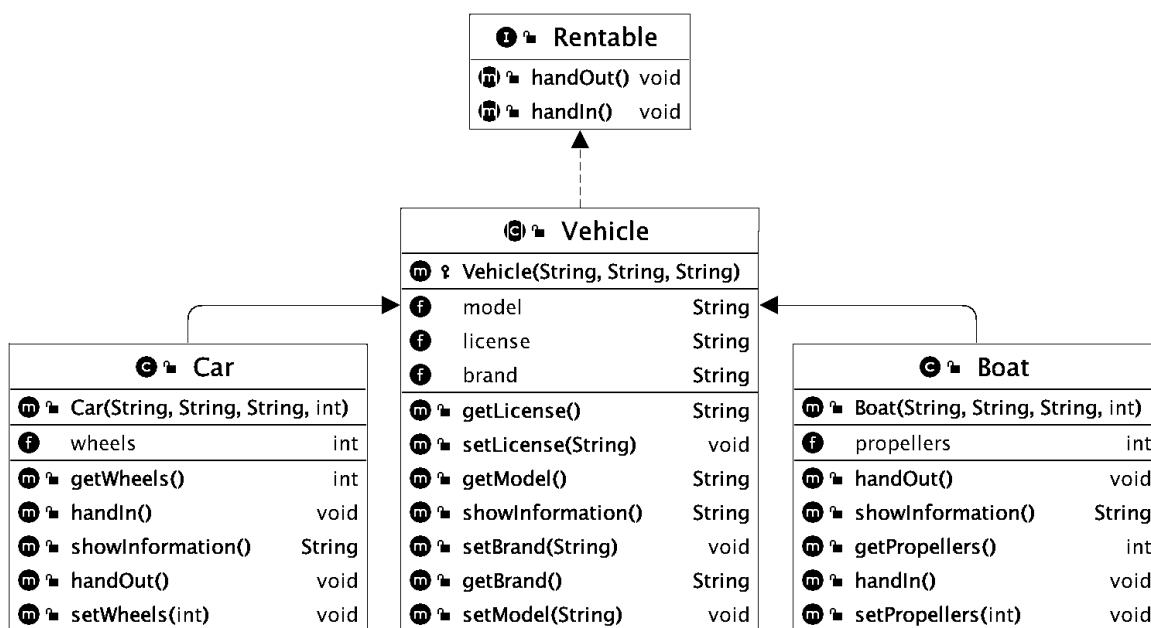 Rentable
handOut() void
handIn() void
Vehicle
Vehicle(String, String, String)
model String
license String
brand String
getLicense() String
setLicense(String) void
getModel() String
showInformation() String
setBrand(String) void
getBrand() String
setModel(String) void
Car
Car(String, String, String, int)
wheels int
getWheels() int
handIn() void
showInformation() String
handOut() void
setWheels(int) void
Boat
Boat(String, String, String, int)
propellers int
handOut() void
showInformation() String
getPropellers() int
handIn() void
setPropellers(int) void